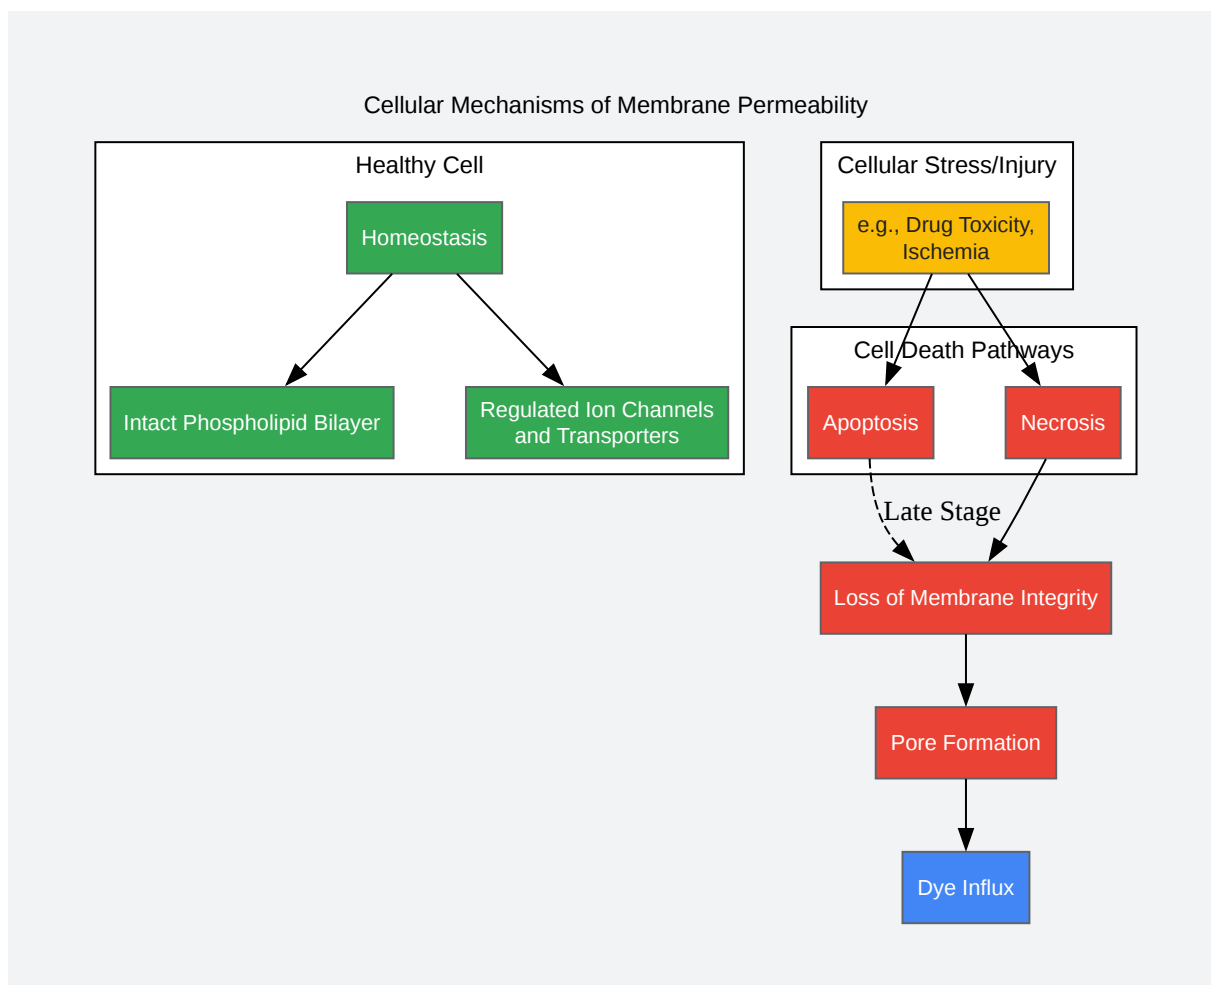 Cellular Mechanisms of Membrane Permeability
Healthy Cell
Homeostasis
Intact Phospholipid Bilayer
Regulated Ion Channels
and Transporters
Cellular Stress/Injury
e.g., Drug Toxicity,
Ischemia
Cell Death Pathways
Apoptosis
Necrosis
Late Stage
Loss of Membrane Integrity
Pore Formation
Dye Influx